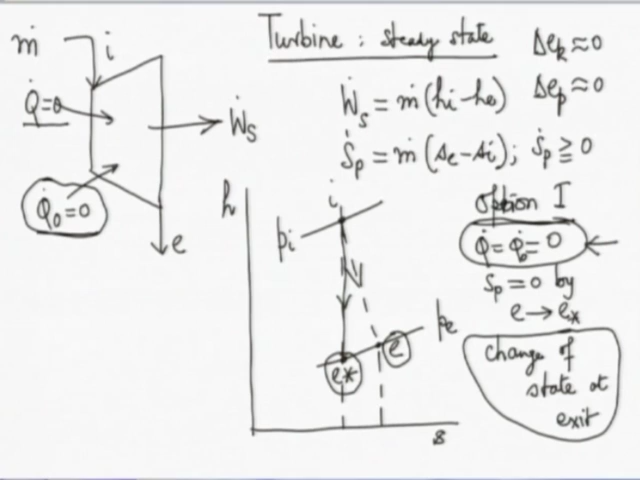 Turbine : steady state
Δeₖ ≈ 0
Δeₚ ≈ 0
ṁ
i
Q̇=0
Ẇₛ
Q̇₀=0
e
Ẇₛ = ṁ(hi-he)
Ṡₚ = ṁ(se-si); Ṡₚ ≥ 0
h
i
pᵢ
pₑ
e
e*
s
option I
Q̇ = Q̇₀ = 0
Sₚ = 0 by
e → e*
change of
state at
exit